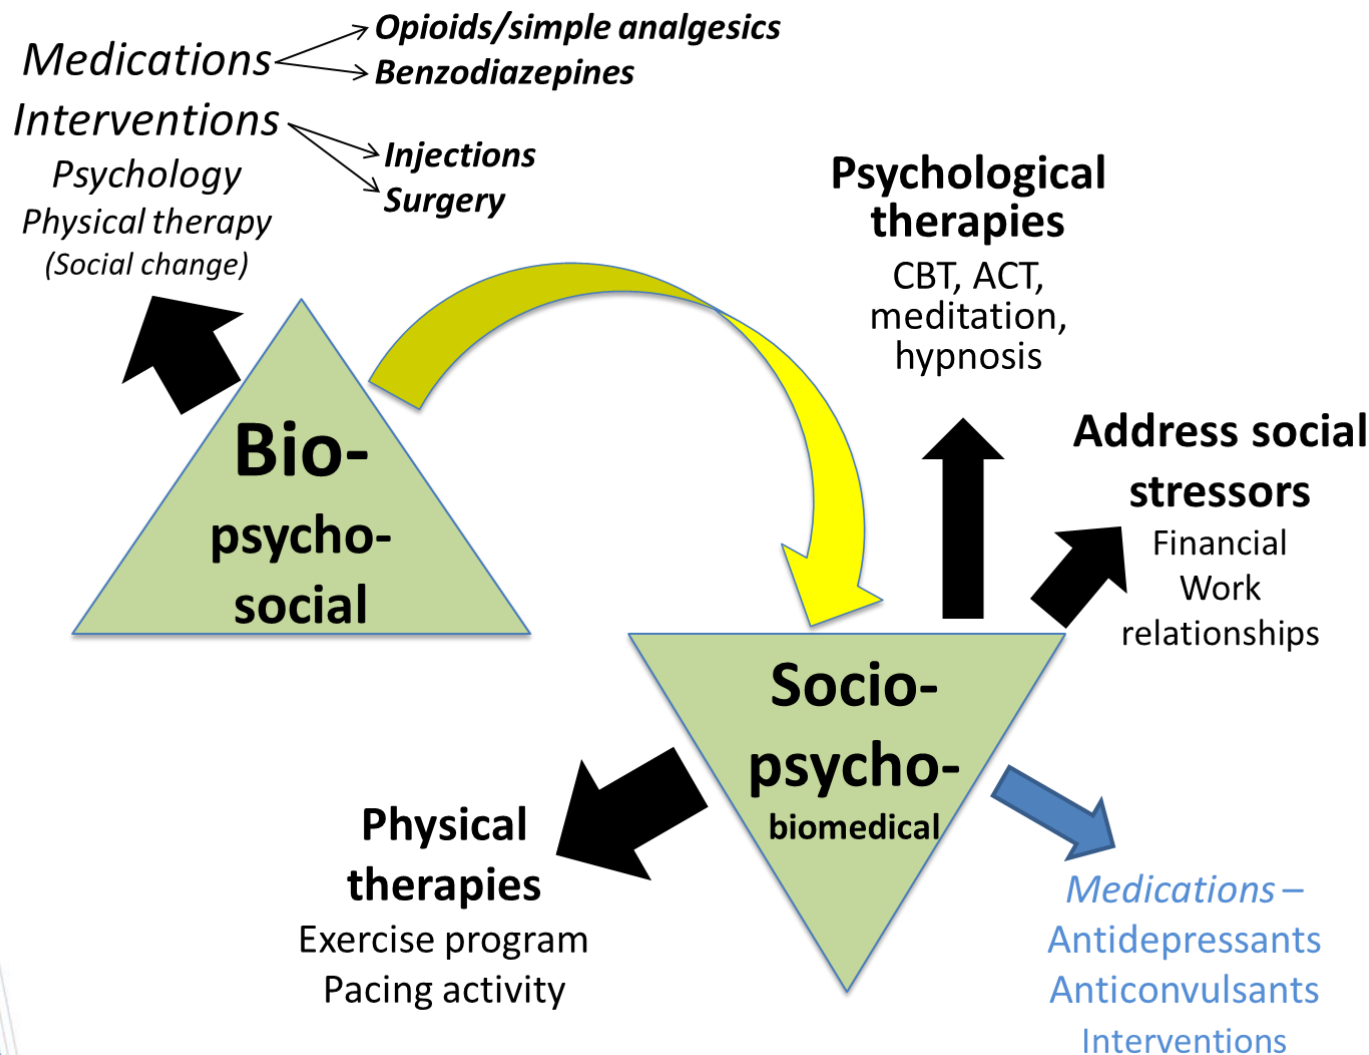 Medications
Opioids/simple analgesics
Benzodiazepines
Interventions
Injections
Surgery
Psychology
Physical therapy
(Social change)
Bio-
psycho-
social
Psychological
therapies
CBT, ACT,
meditation,
hypnosis
Address social
stressors
Financial
Work
relationships
Socio-
psycho-
biomedical
Physical
therapies
Exercise program
Pacing activity
Medications –
Antidepressants
Anticonvulsants
Interventions